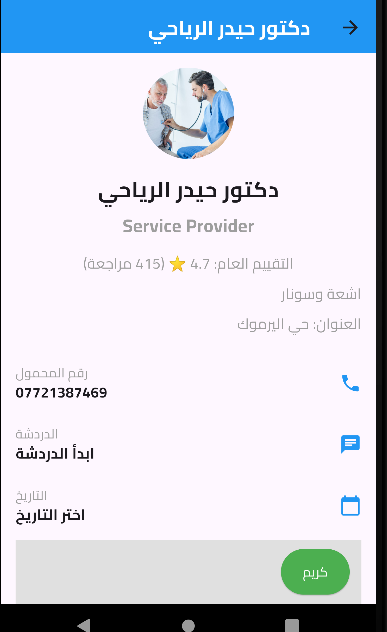 دكتور حيدر الرياحي
دكتور حيدر الرياحي
Service Provider
التقييم العام: 4.7 ⭐ (415 مراجعة)
اشعة وسونار
العنوان: حي اليرموك
رقم المحمول
07721387469
الدردشة
ابدأ الدردشة
التاريخ
اختر التاريخ
كريم